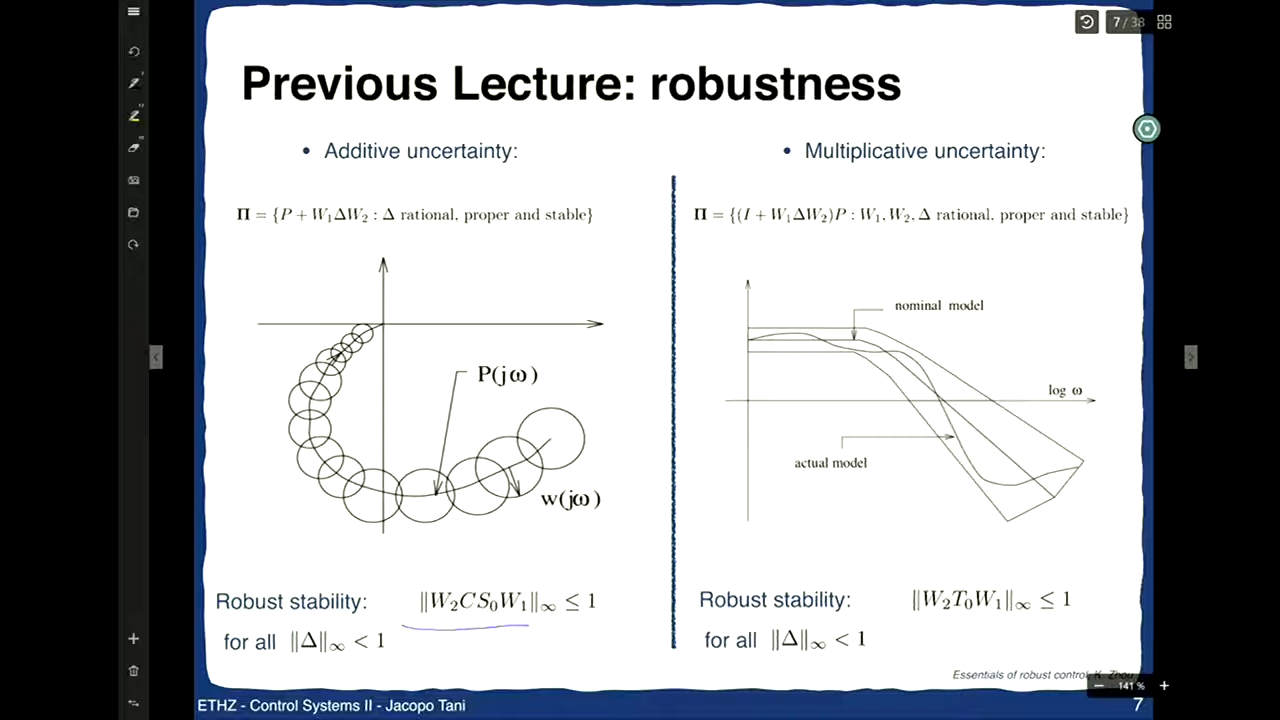 7 / 38
Previous Lecture: robustness
• Additive uncertainty:
Π = {P + W₁ΔW₂ : Δ rational, proper and stable}
P(jω)
w(jω)
Robust stability: ‖W₂CS₀W₁‖∞ ≤ 1
for all ‖Δ‖∞ < 1
• Multiplicative uncertainty:
Π = {(I + W₁ΔW₂)P : W₁, W₂, Δ rational, proper and stable}
nominal model
log ω
actual model
Robust stability: ‖W₂T₀W₁‖∞ ≤ 1
for all ‖Δ‖∞ < 1
Essentials of robust control, K. Zhou
141 %
ETHZ - Control Systems II - Jacopo Tani
7